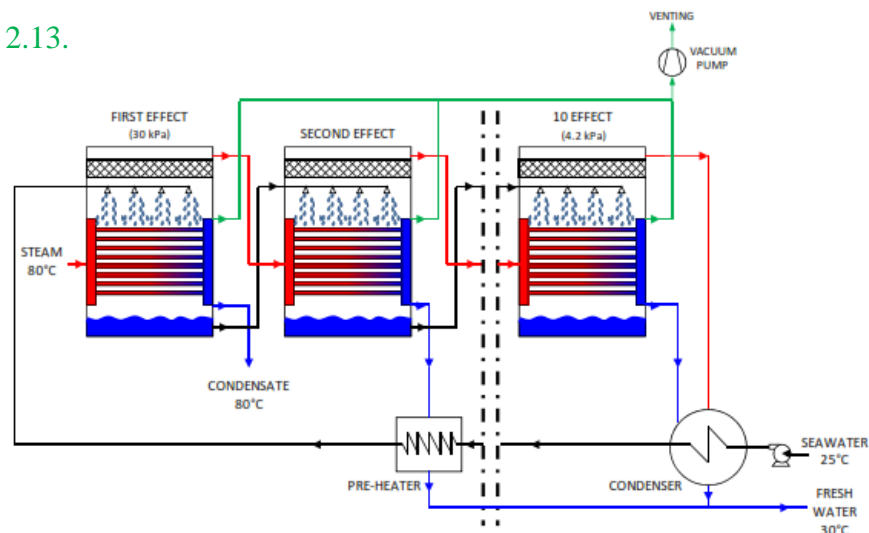 2.13.
VENTING
VACUUM
PUMP
FIRST EFFECT
(30 kPa)
SECOND EFFECT
10 EFFECT
(4.2 kPa)
STEAM
80°C
CONDENSATE
80°C
PRE-HEATER
CONDENSER
SEAWATER
25°C
FRESH
WATER
30°C